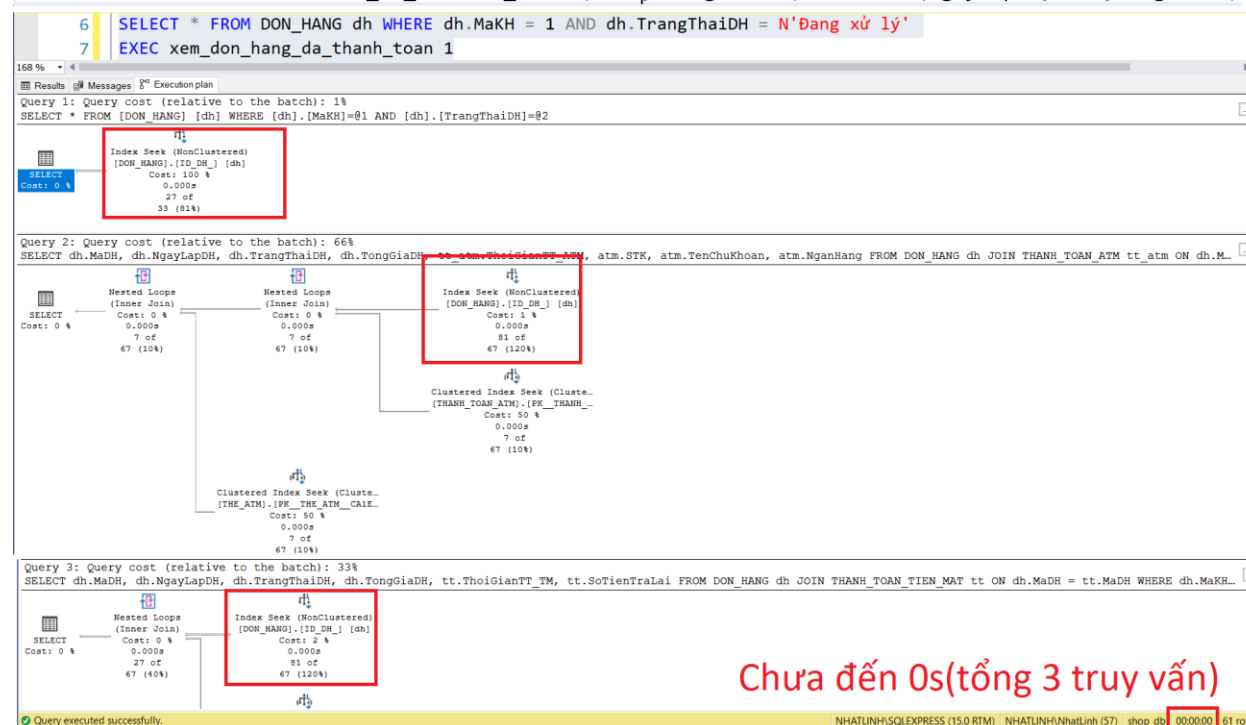 6 SELECT * FROM DON_HANG dh WHERE dh.MaKH = 1 AND dh.TrangThaiDH = N'Đang xử lý'
7 EXEC xem_don_hang_da_thanh_toan 1
168 %
Results Messages Execution plan
Query 1: Query cost (relative to the batch): 1%
SELECT * FROM [DON_HANG] [dh] WHERE [dh].[MaKH]=@1 AND [dh].[TrangThaiDH]=@2
SELECT
Cost: 0 %
Index Seek (NonClustered)
[DON_HANG].[ID_DH_] [dh]
Cost: 100 %
0.000s
27 of
33 (81%)
Query 2: Query cost (relative to the batch): 66%
SELECT dh.MaDH, dh.NgayLapDH, dh.TrangThaiDH, dh.TongGiaDH, tt_atm.ThoiGianTT_ATM, atm.STK, atm.TenChuKhoan, atm.NganHang FROM DON_HANG dh JOIN THANH_TOAN_ATM tt_atm ON dh.M…
SELECT
Cost: 0 %
Nested Loops
(Inner Join)
Cost: 0 %
0.000s
7 of
67 (10%)
Nested Loops
(Inner Join)
Cost: 0 %
0.000s
7 of
67 (10%)
Index Seek (NonClustered)
[DON_HANG].[ID_DH_] [dh]
Cost: 1 %
0.000s
81 of
67 (120%)
Clustered Index Seek (Cluste…
[THANH_TOAN_ATM].[PK__THANH_…
Cost: 50 %
0.000s
7 of
67 (10%)
Clustered Index Seek (Cluste…
[THE_ATM].[PK__THE_ATM__CA1E…
Cost: 50 %
0.000s
7 of
67 (10%)
Query 3: Query cost (relative to the batch): 33%
SELECT dh.MaDH, dh.NgayLapDH, dh.TrangThaiDH, dh.TongGiaDH, tt.ThoiGianTT_TM, tt.SoTienTraLai FROM DON_HANG dh JOIN THANH_TOAN_TIEN_MAT tt ON dh.MaDH = tt.MaDH WHERE dh.MaKH…
SELECT
Cost: 0 %
Nested Loops
(Inner Join)
Cost: 0 %
0.000s
27 of
67 (40%)
Index Seek (NonClustered)
[DON_HANG].[ID_DH_] [dh]
Cost: 2 %
0.000s
81 of
67 (120%)
Chưa đến 0s(tổng 3 truy vấn)
Query executed successfully.
NHATLINH\SQLEXPRESS (15.0 RTM) NHATLINH\NhatLinh (57) shop_db 00:00:00 61 ro